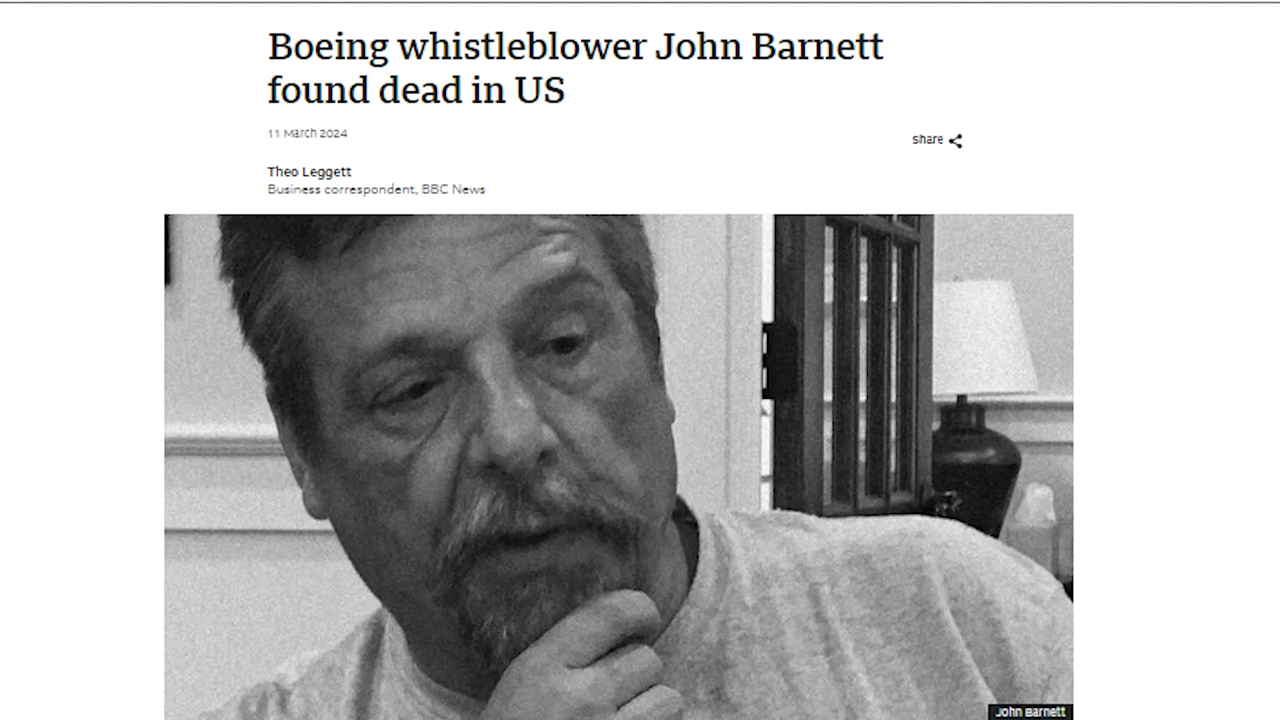 Boeing whistleblower John Barnett
found dead in US
11 March 2024
share
Theo Leggett
Business correspondent, BBC News
John Barnett